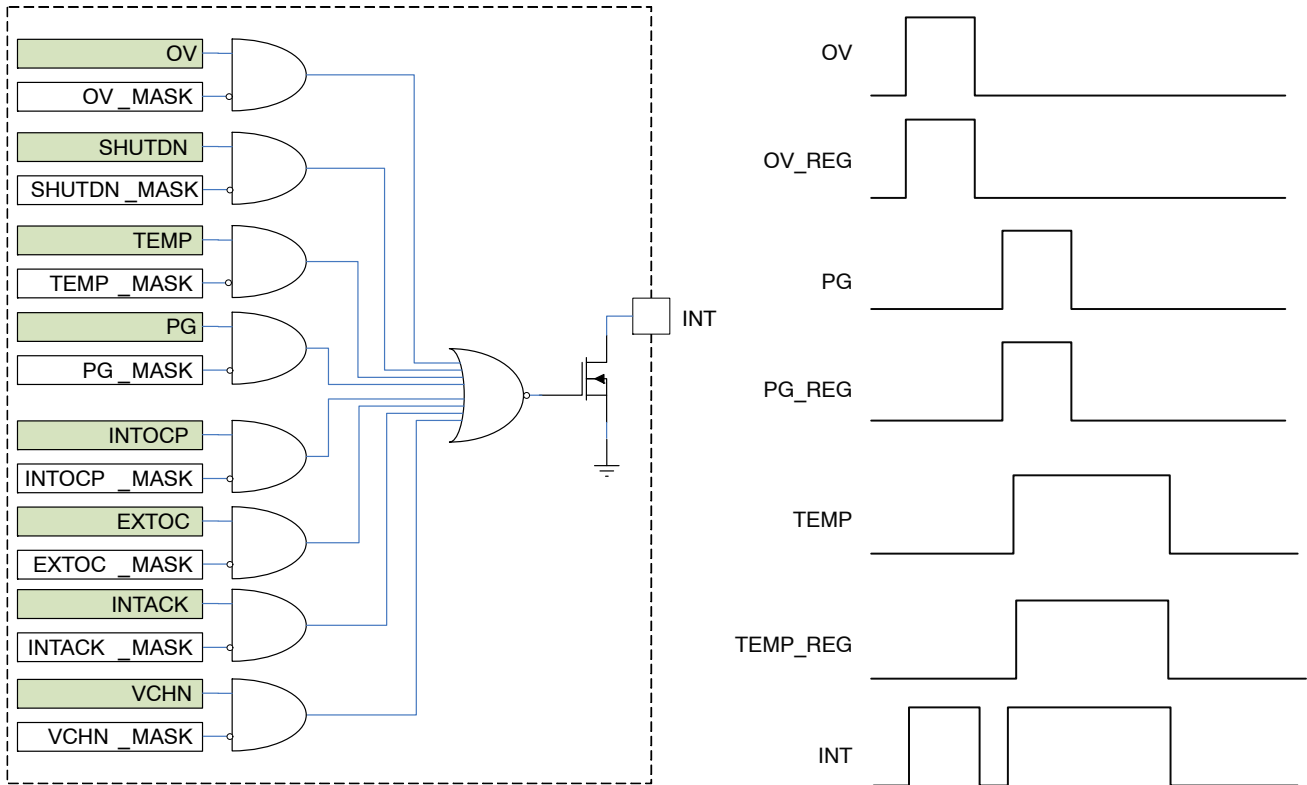 OV
OV _MASK
SHUTDN
SHUTDN _MASK
TEMP
TEMP _MASK
PG
PG _MASK
INTOCP
INTOCP _MASK
EXTOC
EXTOC _MASK
INTACK
INTACK _MASK
VCHN
VCHN _MASK
INT
OV
OV_REG
PG
PG_REG
TEMP
TEMP_REG
INT